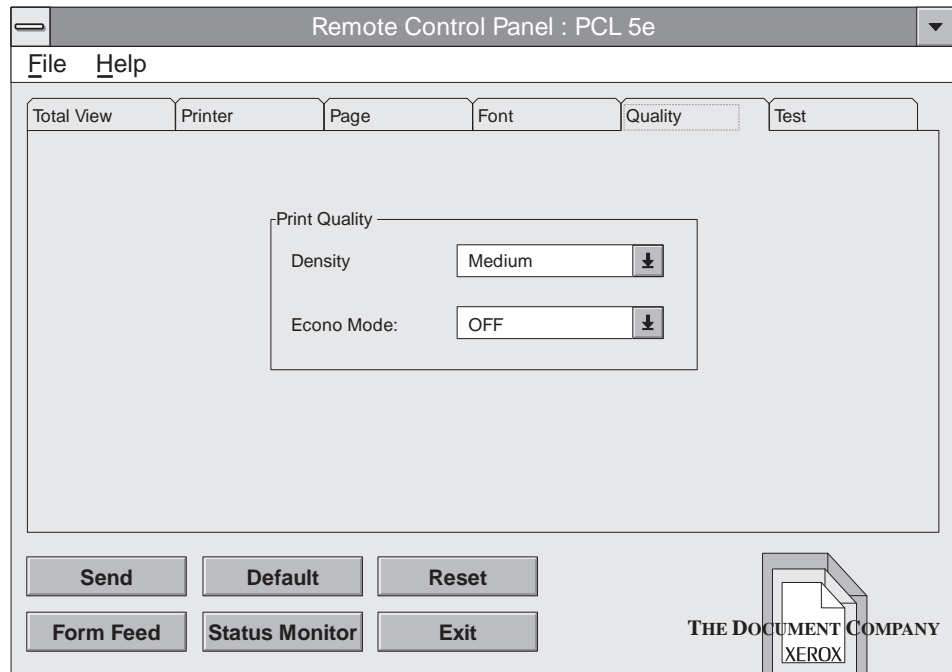 Remote Control Panel : PCL 5e
File Help
Total View Printer Page Font Quality Test
Print Quality
Density Medium
Econo Mode: OFF
Send Default Reset
Form Feed Status Monitor Exit
THE DOCUMENT COMPANY
XEROX